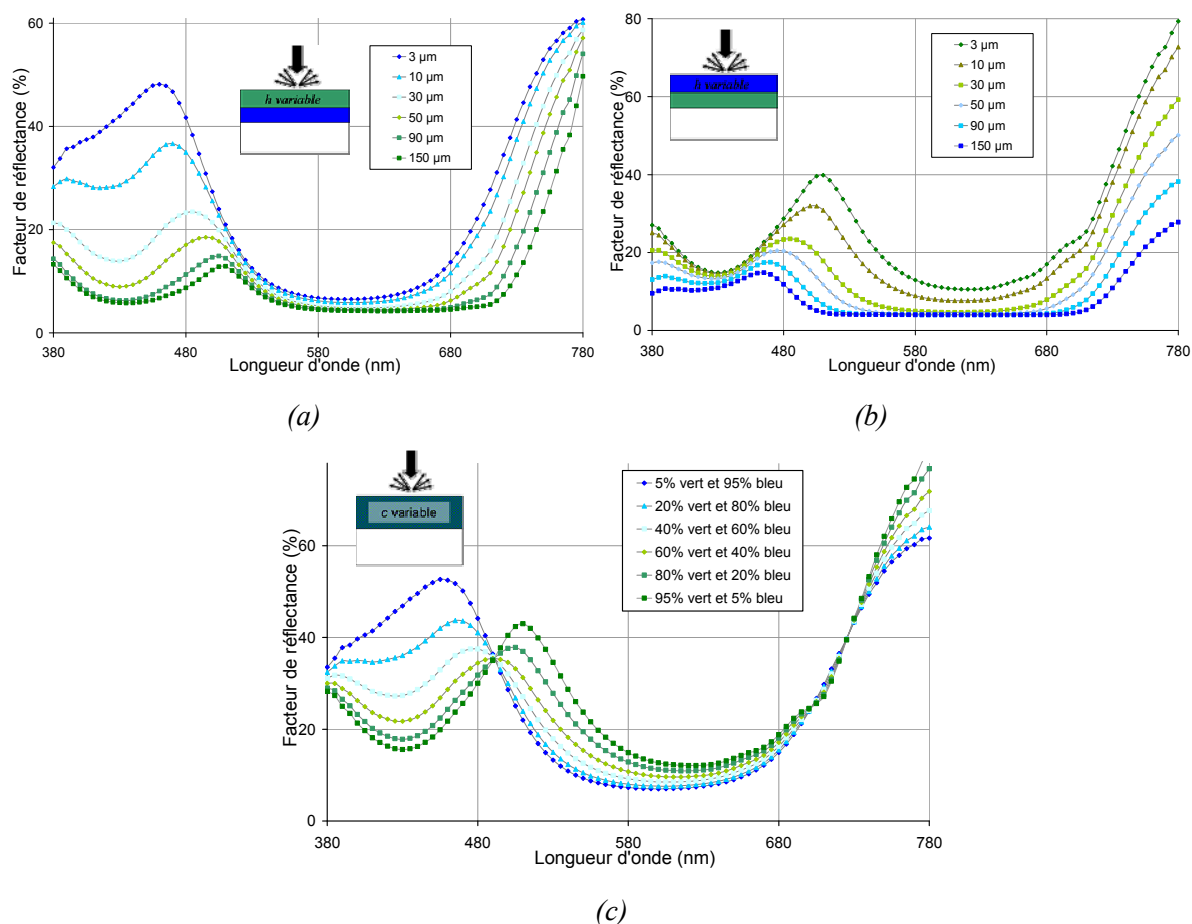 Facteur de réflectance (%)
60
40
20
0
380
480
580
680
780
Longueur d'onde (nm)
h variable
3 µm
10 µm
30 µm
50 µm
90 µm
150 µm
(a)
Facteur de réflectance (%)
80
60
40
20
0
380
480
580
680
780
Longueur d'onde (nm)
h variable
3 µm
10 µm
30 µm
50 µm
90 µm
150 µm
(b)
Facteur de réflectance (%)
60
40
20
0
380
480
580
680
780
Longueur d'onde (nm)
c variable
5% vert et 95% bleu
20% vert et 80% bleu
40% vert et 60% bleu
60% vert et 40% bleu
80% vert et 20% bleu
95% vert et 5% bleu
(c)